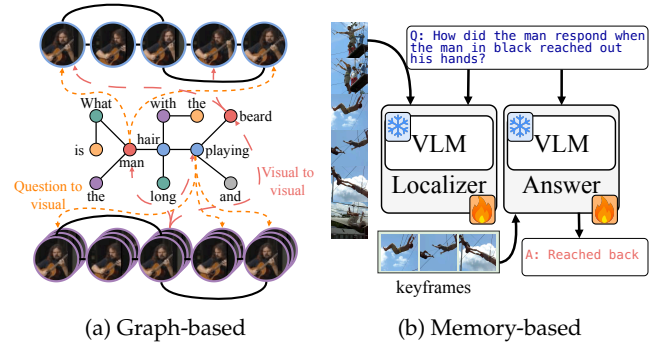 What
with
the
beard
hair
is
man
playing
Question to
visual
Visual to
visual
the
long
and
(a) Graph-based
Q: How did the man respond when
the man in black reached out
his hands?
VLM
VLM
Localizer
Answer
keyframes
A: Reached back
(b) Memory-based